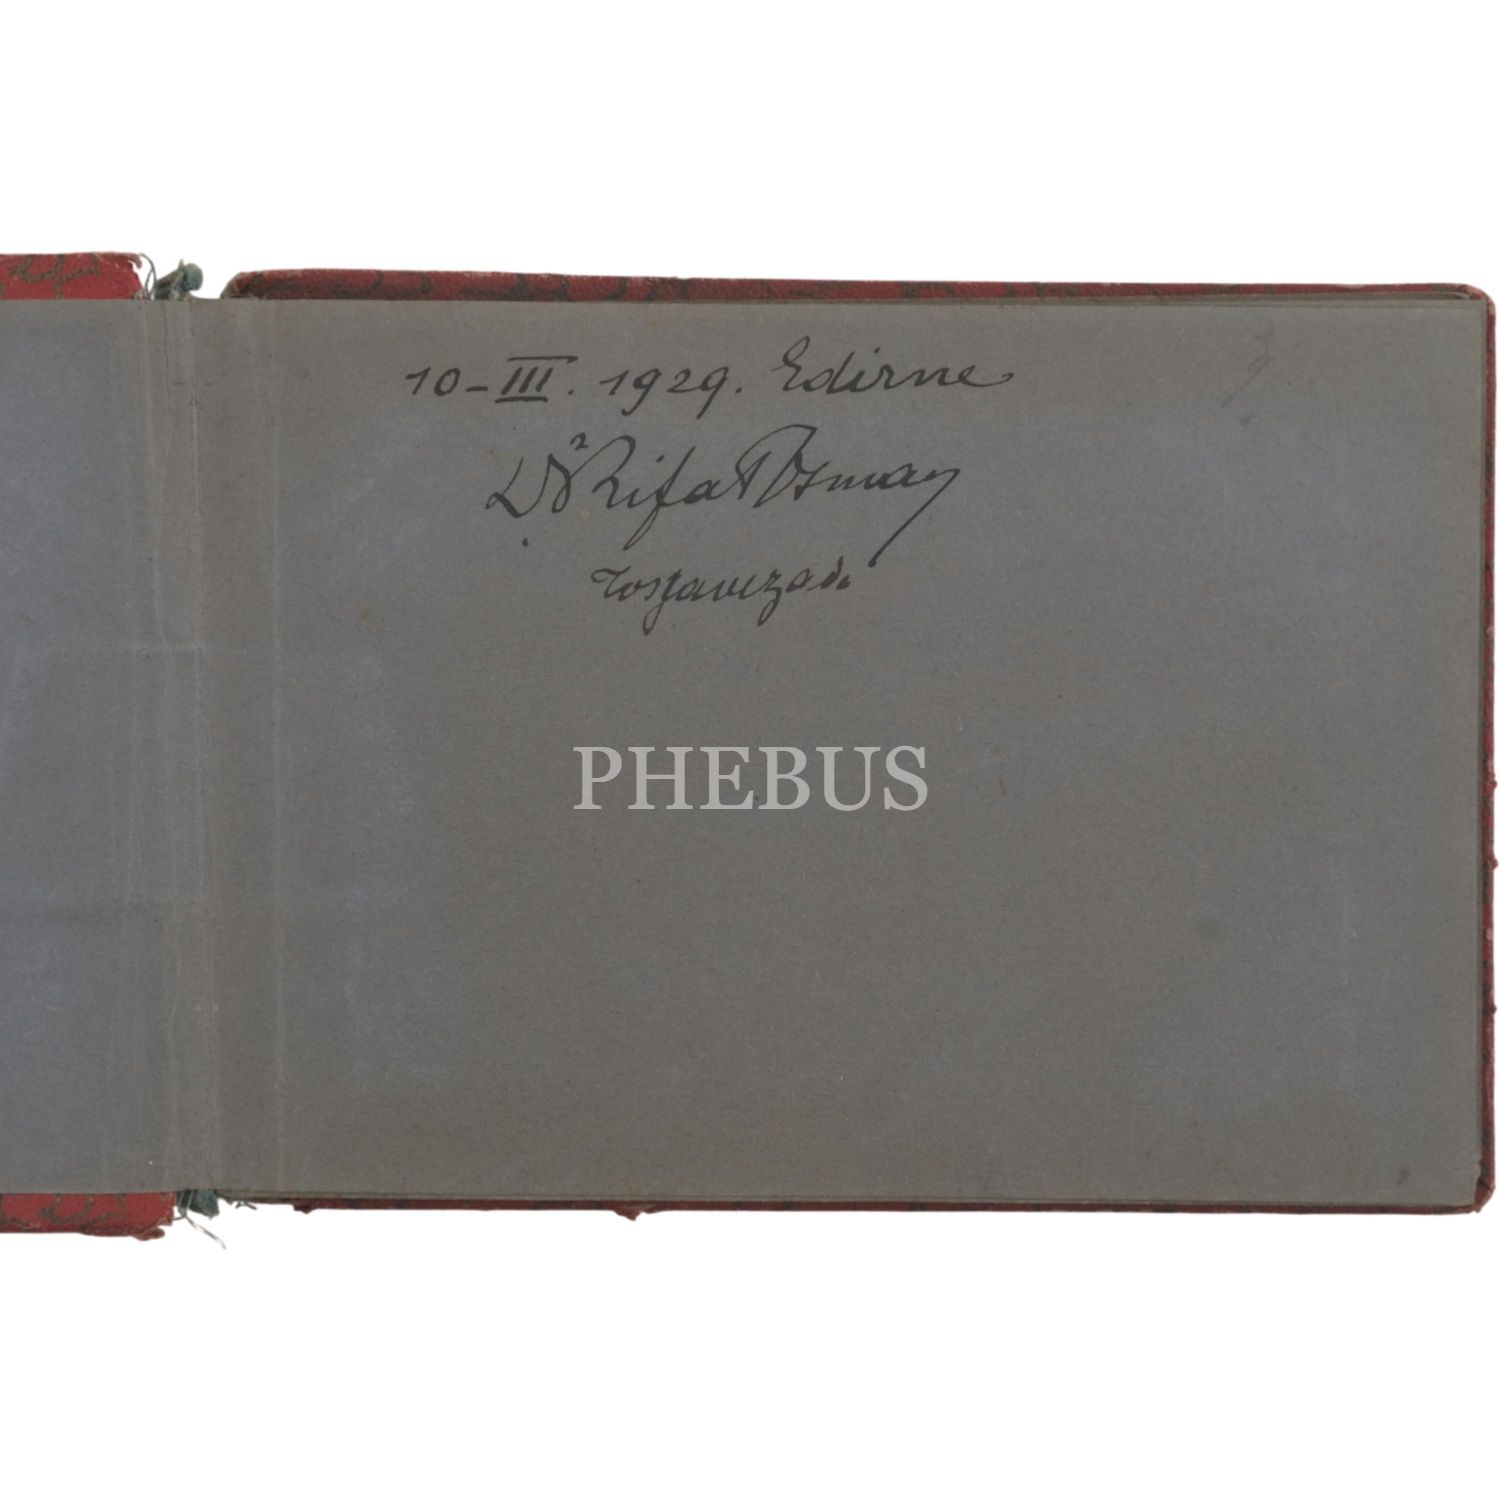 10-III. 1929. Edirne
Dr Rifat Osman
Tosyavizade
PHEBUS